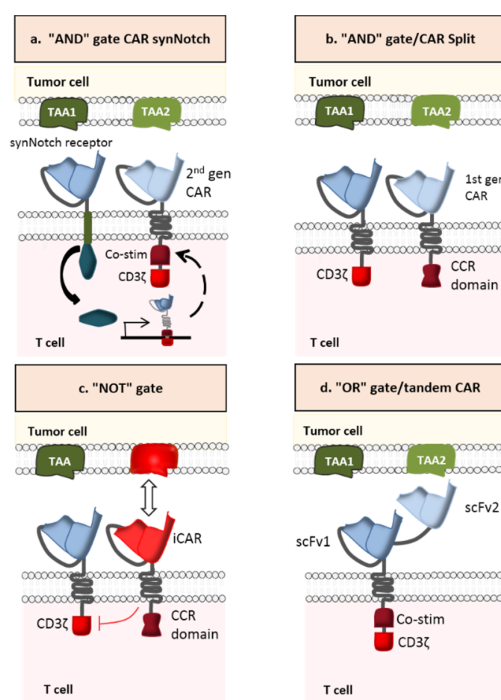 a. "AND" gate CAR synNotch
Tumor cell
TAA1
TAA2
synNotch receptor
2nd gen
CAR
Co-stim
CD3ζ
T cell
b. "AND" gate/CAR Split
Tumor cell
TAA1
TAA2
1st gen
CAR
CD3ζ
CCR
domain
T cell
c. "NOT" gate
Tumor cell
TAA
iCAR
CD3ζ
CCR
domain
T cell
d. "OR" gate/tandem CAR
Tumor cell
TAA1
TAA2
scFv2
scFv1
Co-stim
CD3ζ
T cell